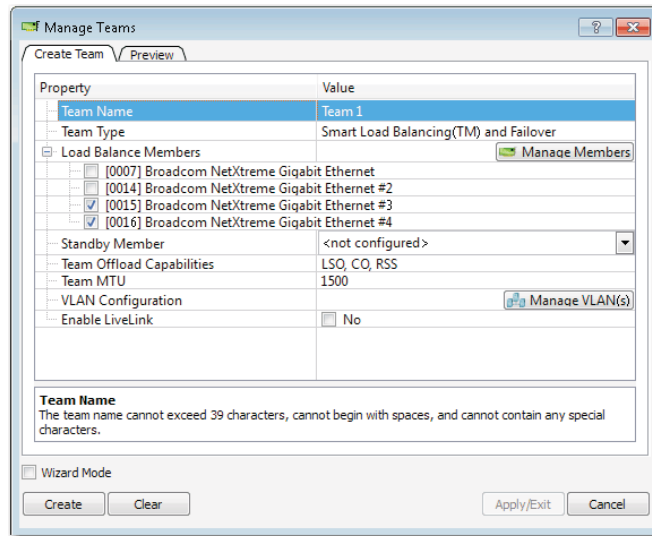 Manage Teams
Create Team
Preview
Property Value
Team Name Team 1
Team Type Smart Load Balancing(TM) and Failover
Load Balance Members Manage Members
[0007] Broadcom NetXtreme Gigabit Ethernet
[0014] Broadcom NetXtreme Gigabit Ethernet #2
[0015] Broadcom NetXtreme Gigabit Ethernet #3
[0016] Broadcom NetXtreme Gigabit Ethernet #4
Standby Member <not configured>
Team Offload Capabilities LSO, CO, RSS
Team MTU 1500
VLAN Configuration Manage VLAN(s)
Enable LiveLink No
Team Name
The team name cannot exceed 39 characters, cannot begin with spaces, and cannot contain any special
characters.
Wizard Mode
Create Clear Apply/Exit Cancel